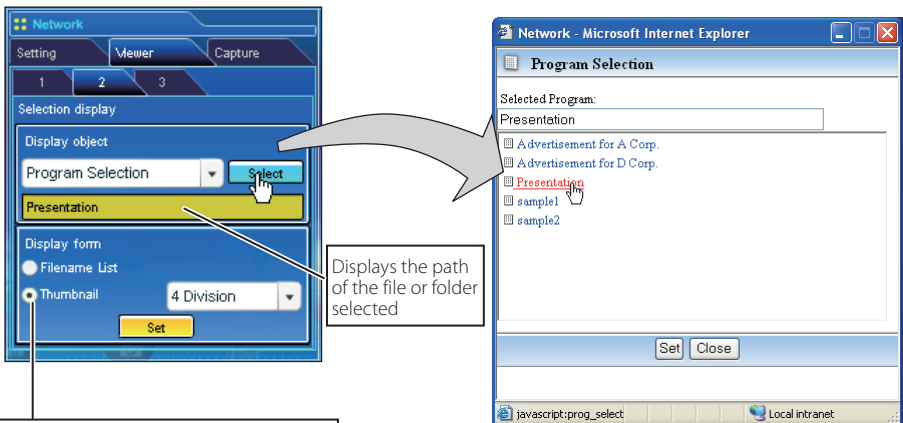 Network
Setting Viewer Capture
1 2 3
Selection display
Display object
Program Selection Select
Presentation
Display form
Filename List
Thumbnail 4 Division
Set
Displays the path
of the file or folder
selected
Network - Microsoft Internet Explorer
Program Selection
Selected Program:
Presentation
Advertisement for A Corp.
Advertisement for D Corp.
Presentation
sample1
sample2
Set Close
javascript:prog_select Local intranet